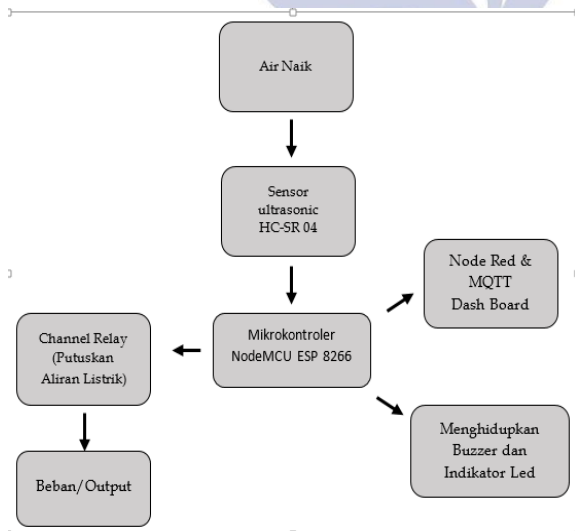 Air Naik
Sensor
ultrasonic
HC-SR 04
Node Red &
MQTT
Dash Board
Mikrokontroler
NodeMCU ESP 8266
Channel Relay
(Putuskan
Aliran Listrik)
Menghidupkan
Buzzer dan
Indikator Led
Beban/Output